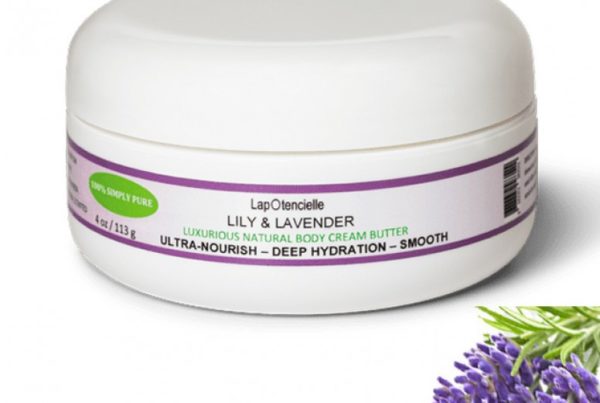 100% SIMPLY PURE
4 oz / 113 g
LapOtencielle
LILY & LAVENDER
LUXURIOUS NATURAL BODY CREAM BUTTER
ULTRA-NOURISH – DEEP HYDRATION – SMOOTH